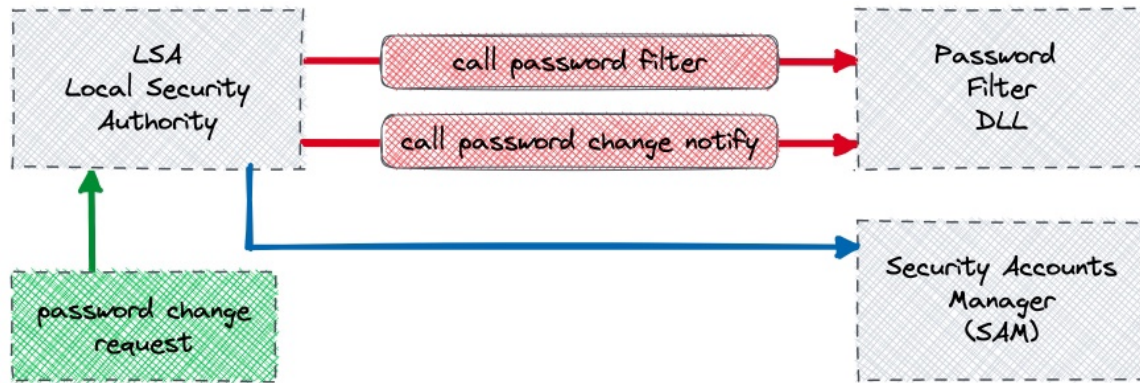 LSA
Local Security
Authority
call password filter
call password change notify
Password
Filter
DLL
password change
request
Security Accounts
Manager
(SAM)